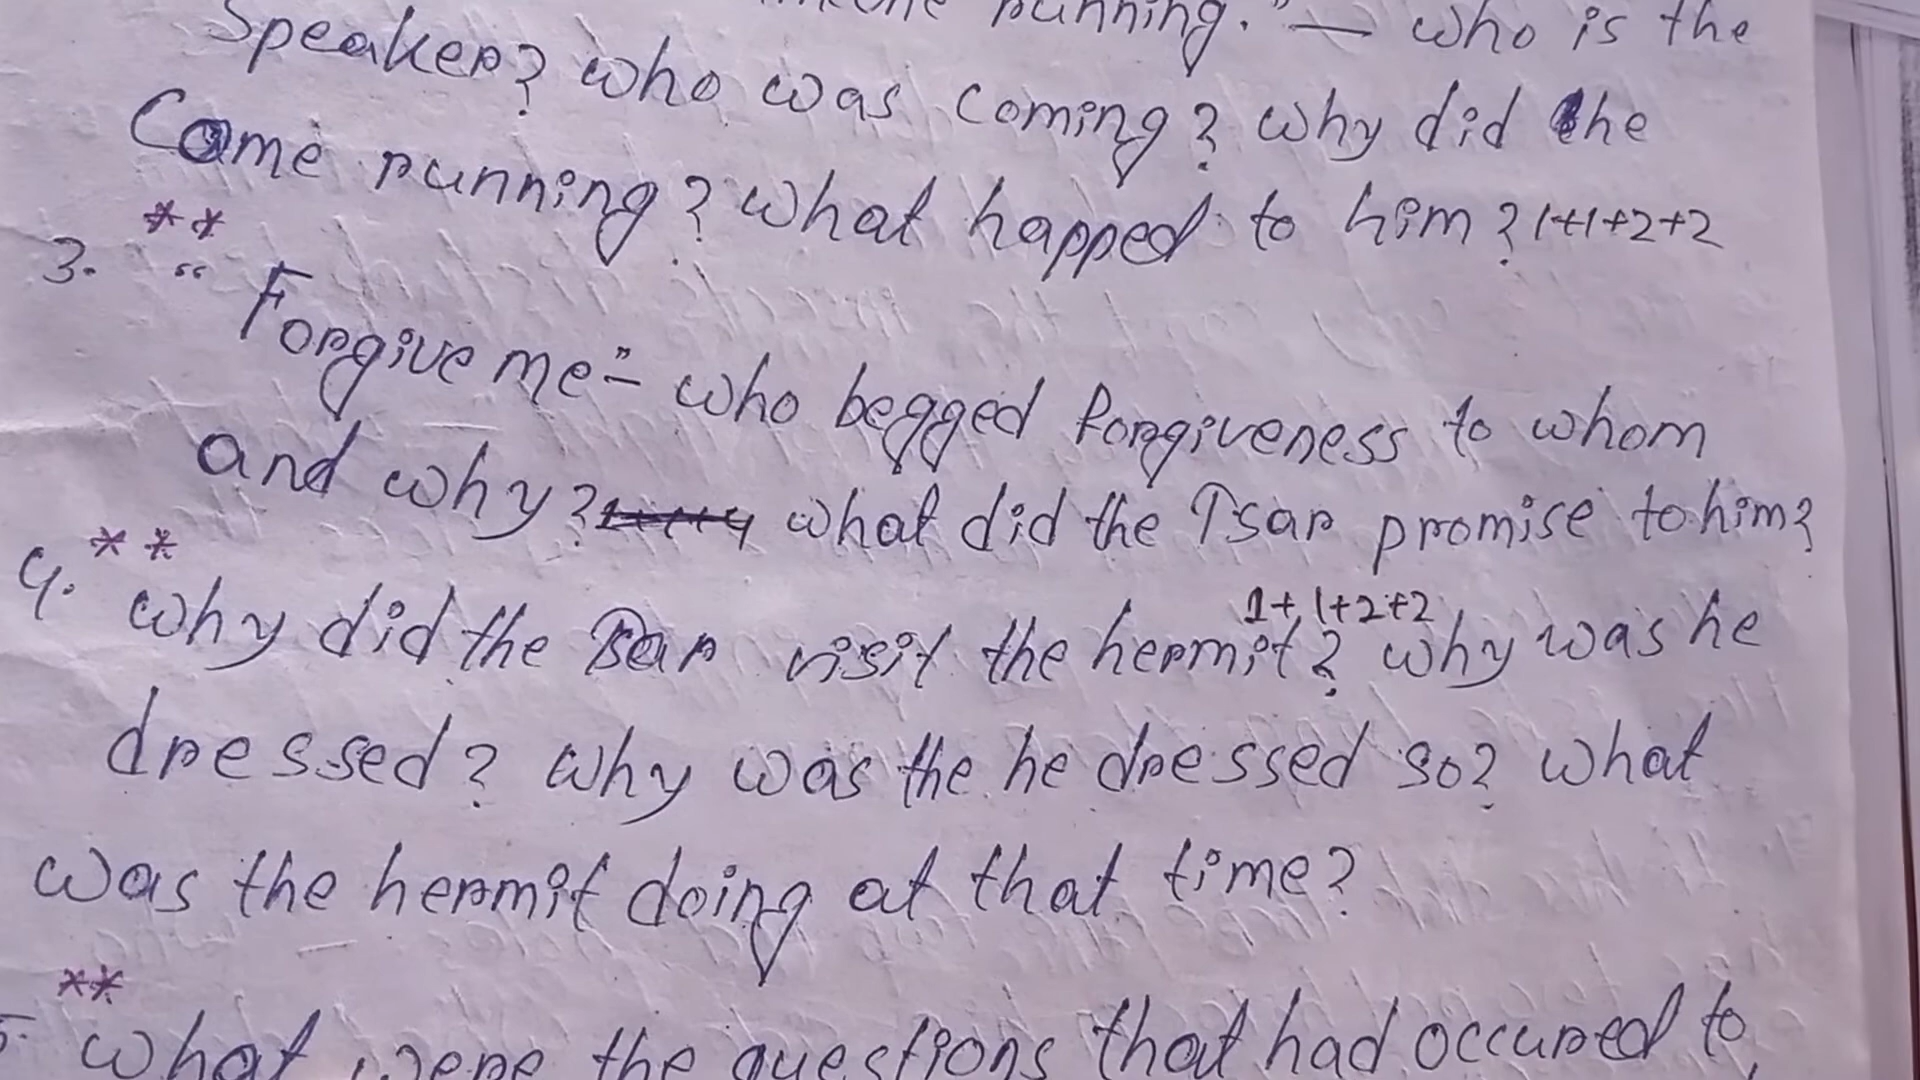 running." — who is the
Speaker? who was coming? why did the
Came running? what happed to him? 1+1+2+2
**
3. "Forgive me" - who begged forgiveness to whom
and why? what did the Tsar promise to him?
1+1+2+2
**
4. why did the Tsar visit the hermit? why was he
dressed? why was the he dressed so? what
was the hermit doing at that time?
**
5. what were the questions that had occured to